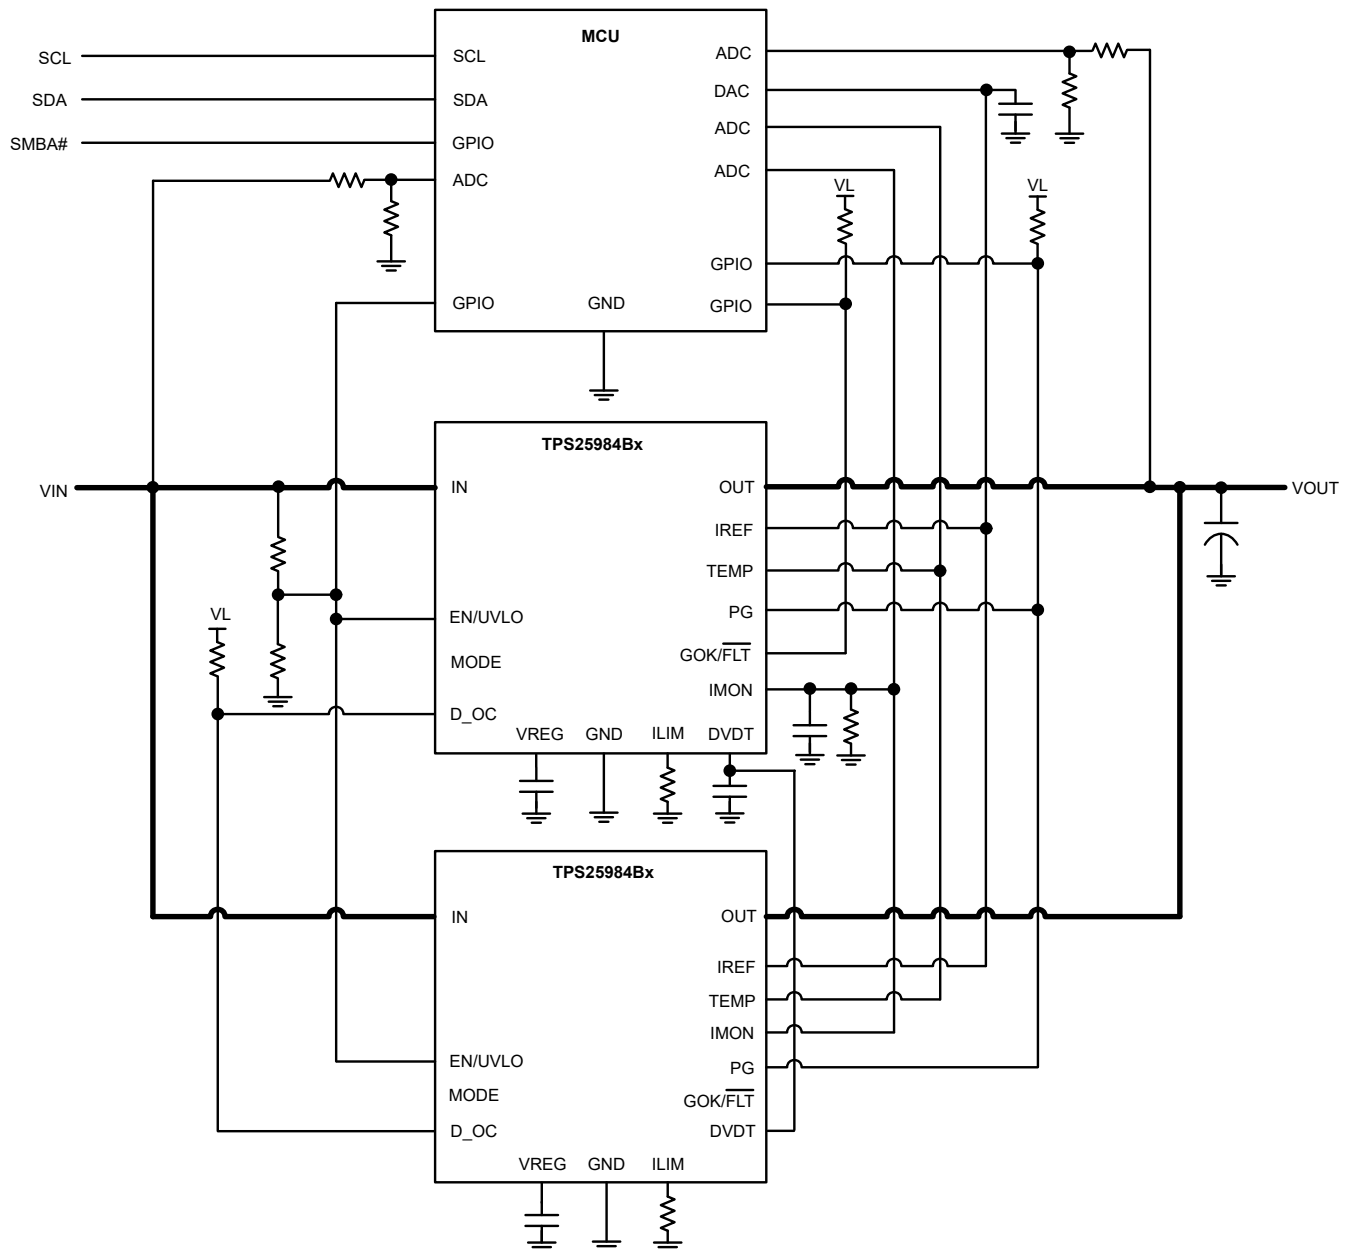 MCU
SCL
SCL
ADC
SDA
SDA
DAC
SMBA#
GPIO
ADC
ADC
ADC
VL
VL
GPIO
GPIO
GND
GPIO
TPS25984Bx
VIN
IN
OUT
VOUT
IREF
TEMP
VL
EN/UVLO
PG
MODE
GOK/FLT
IMON
D_OC
VREG
GND
ILIM
DVDT
TPS25984Bx
IN
OUT
IREF
TEMP
IMON
EN/UVLO
PG
MODE
GOK/FLT
D_OC
DVDT
VREG
GND
ILIM